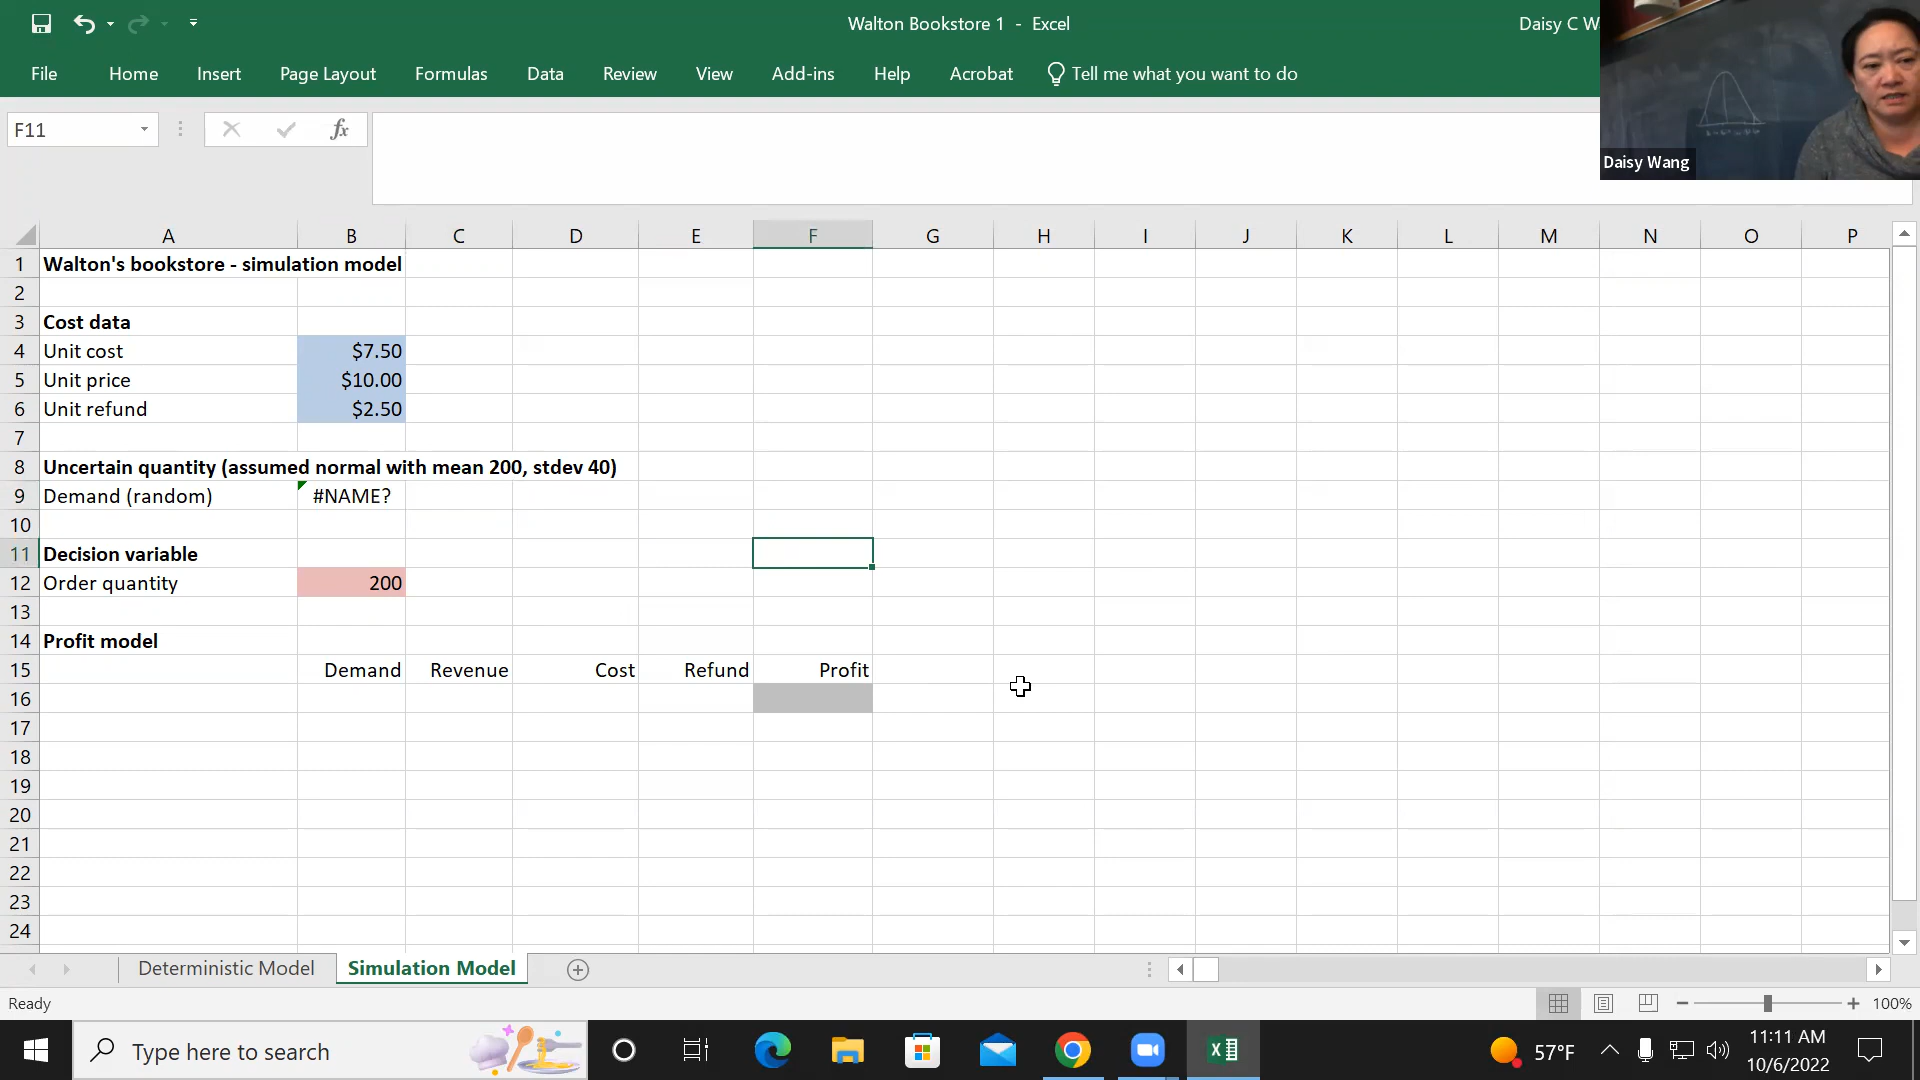 Walton Bookstore 1 - Excel
Daisy C W
File Home Insert Page Layout Formulas Data Review View Add-ins Help Acrobat Tell me what you want to do
F11
fx
Daisy Wang
A B C D E F G H I J K L M N O P
1 Walton's bookstore - simulation model
2
3 Cost data
4 Unit cost $7.50
5 Unit price $10.00
6 Unit refund $2.50
7
8 Uncertain quantity (assumed normal with mean 200, stdev 40)
9 Demand (random) #NAME?
10
11 Decision variable
12 Order quantity 200
13
14 Profit model
15 Demand Revenue Cost Refund Profit
16
17
18
19
20
21
22
23
24
Deterministic Model Simulation Model
Ready
100%
Type here to search
57°F
11:11 AM
10/6/2022